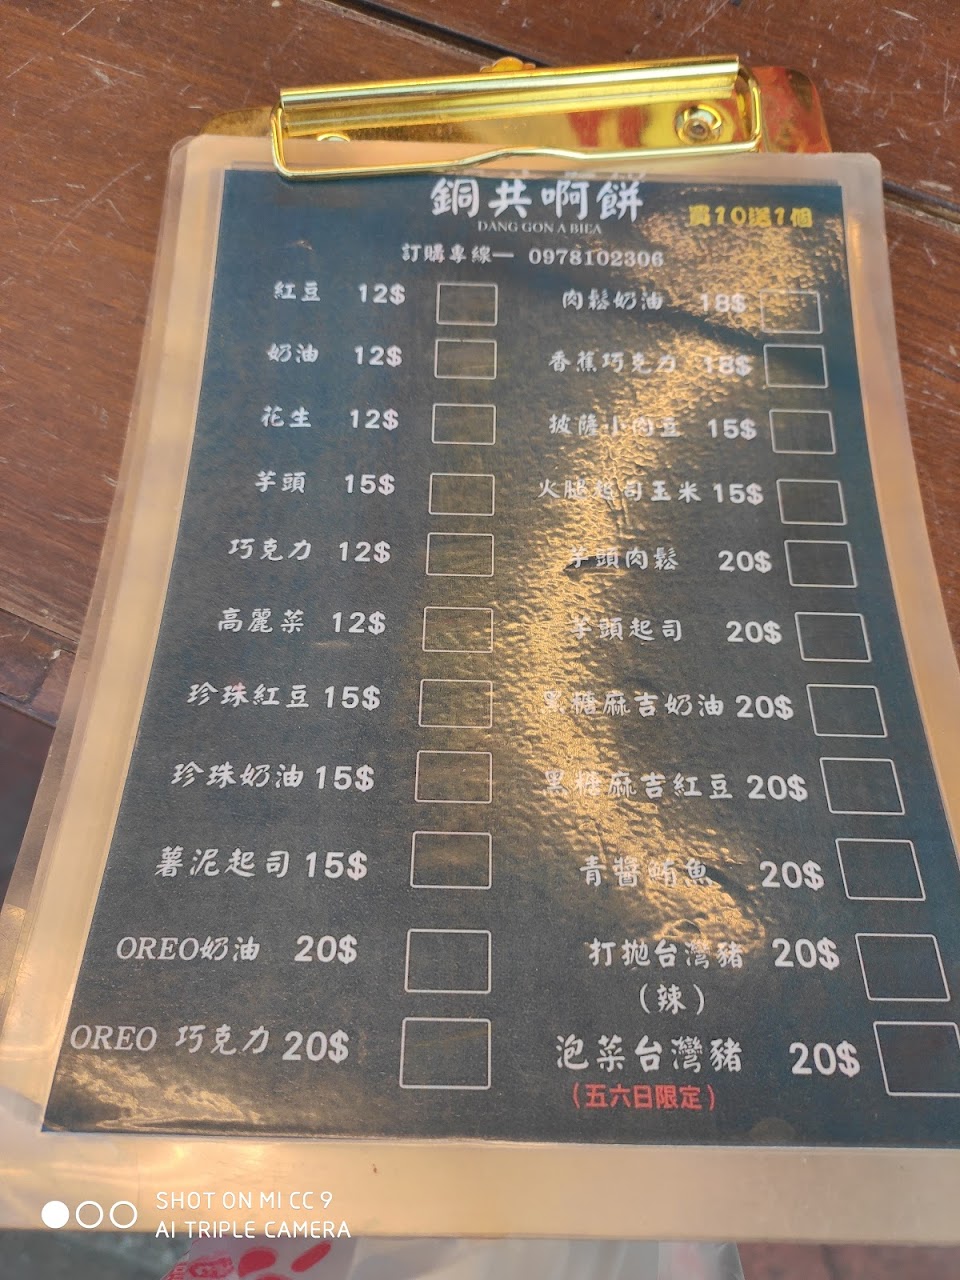 銅共啊餅
DANG GON A BIEA
買10送1個
訂購專線— 0978102306
紅豆 12$
奶油 12$
花生 12$
芋頭 15$
巧克力 12$
高麗菜 12$
珍珠紅豆 15$
珍珠奶油 15$
薯泥起司 15$
OREO奶油 20$
OREO 巧克力 20$
肉鬆奶油 18$
香蕉巧克力 18$
披薩小肉豆 15$
火腿起司玉米 15$
芋頭肉鬆 20$
芋頭起司 20$
黑糖麻吉奶油 20$
黑糖麻吉紅豆 20$
青醬鮪魚 20$
打拋台灣豬 20$
(辣)
泡菜台灣豬 20$
(五六日限定)
SHOT ON MI CC 9
AI TRIPLE CAMERA